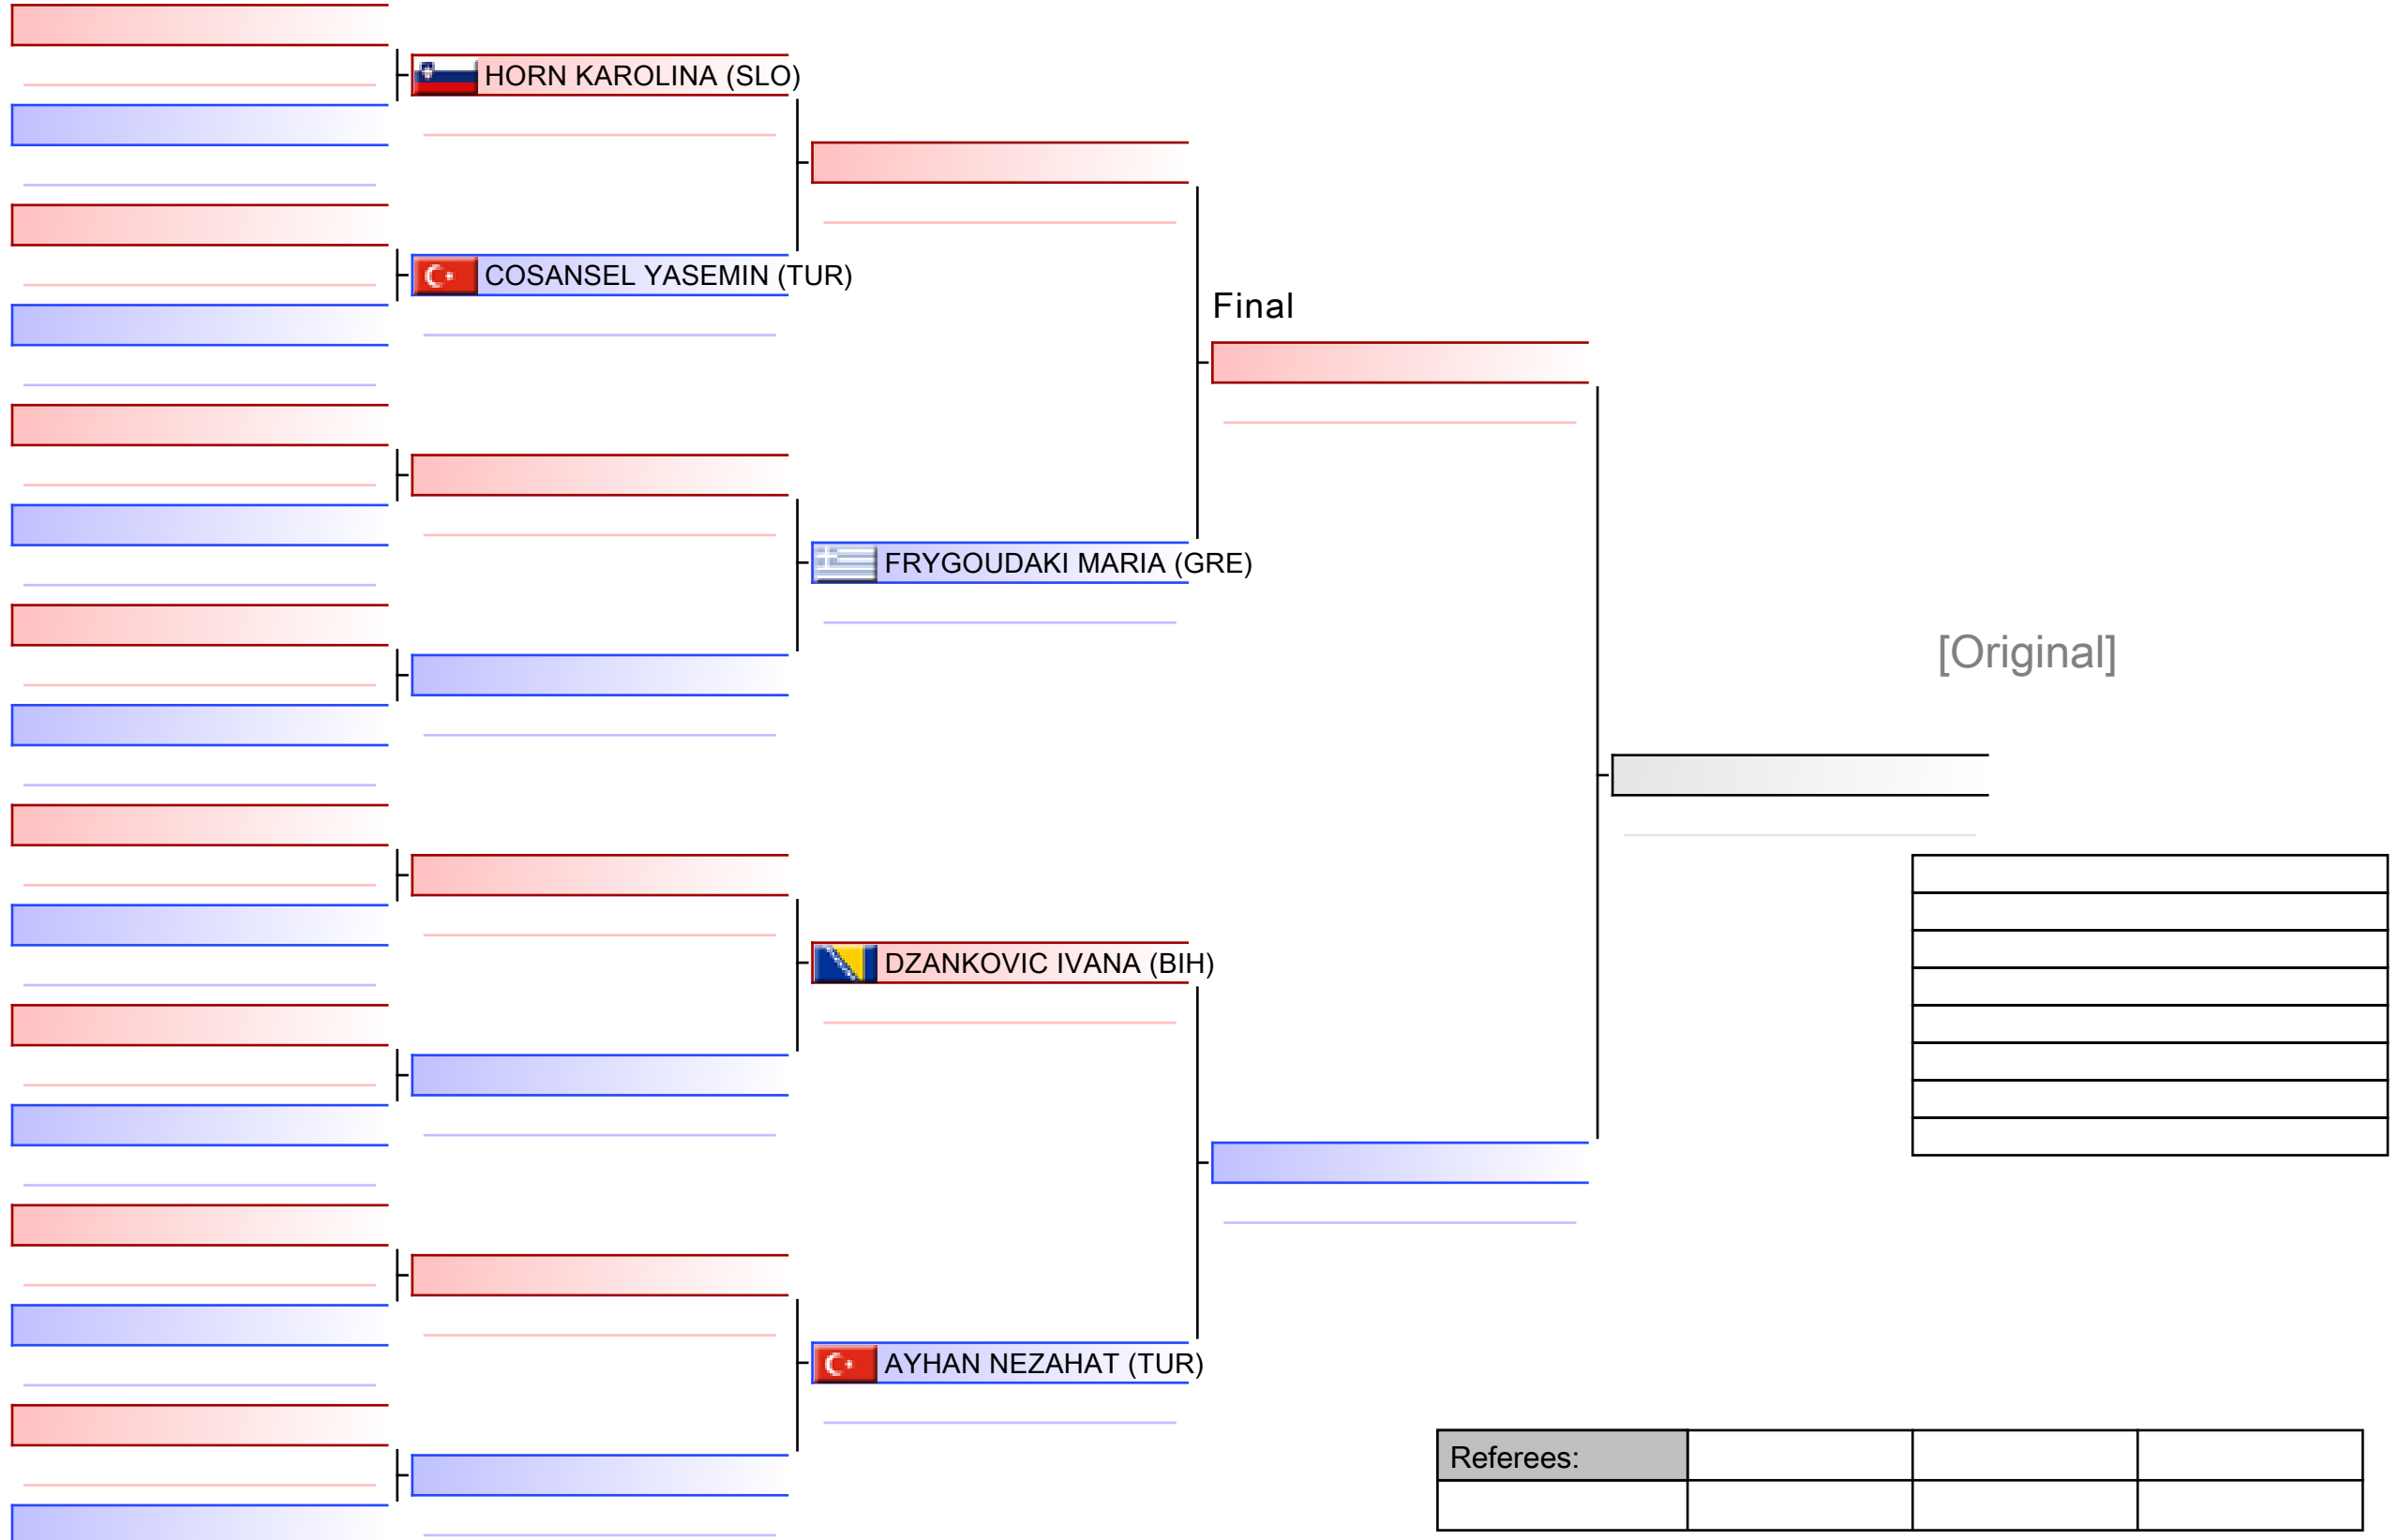 HORN KAROLINA (SLO)
COSANSEL YASEMIN (TUR)
Final
FRYGOUDAKI MARIA (GRE)
[Original]
DZANKOVIC IVANA (BIH)
AYHAN NEZAHAT (TUR)
Referees: